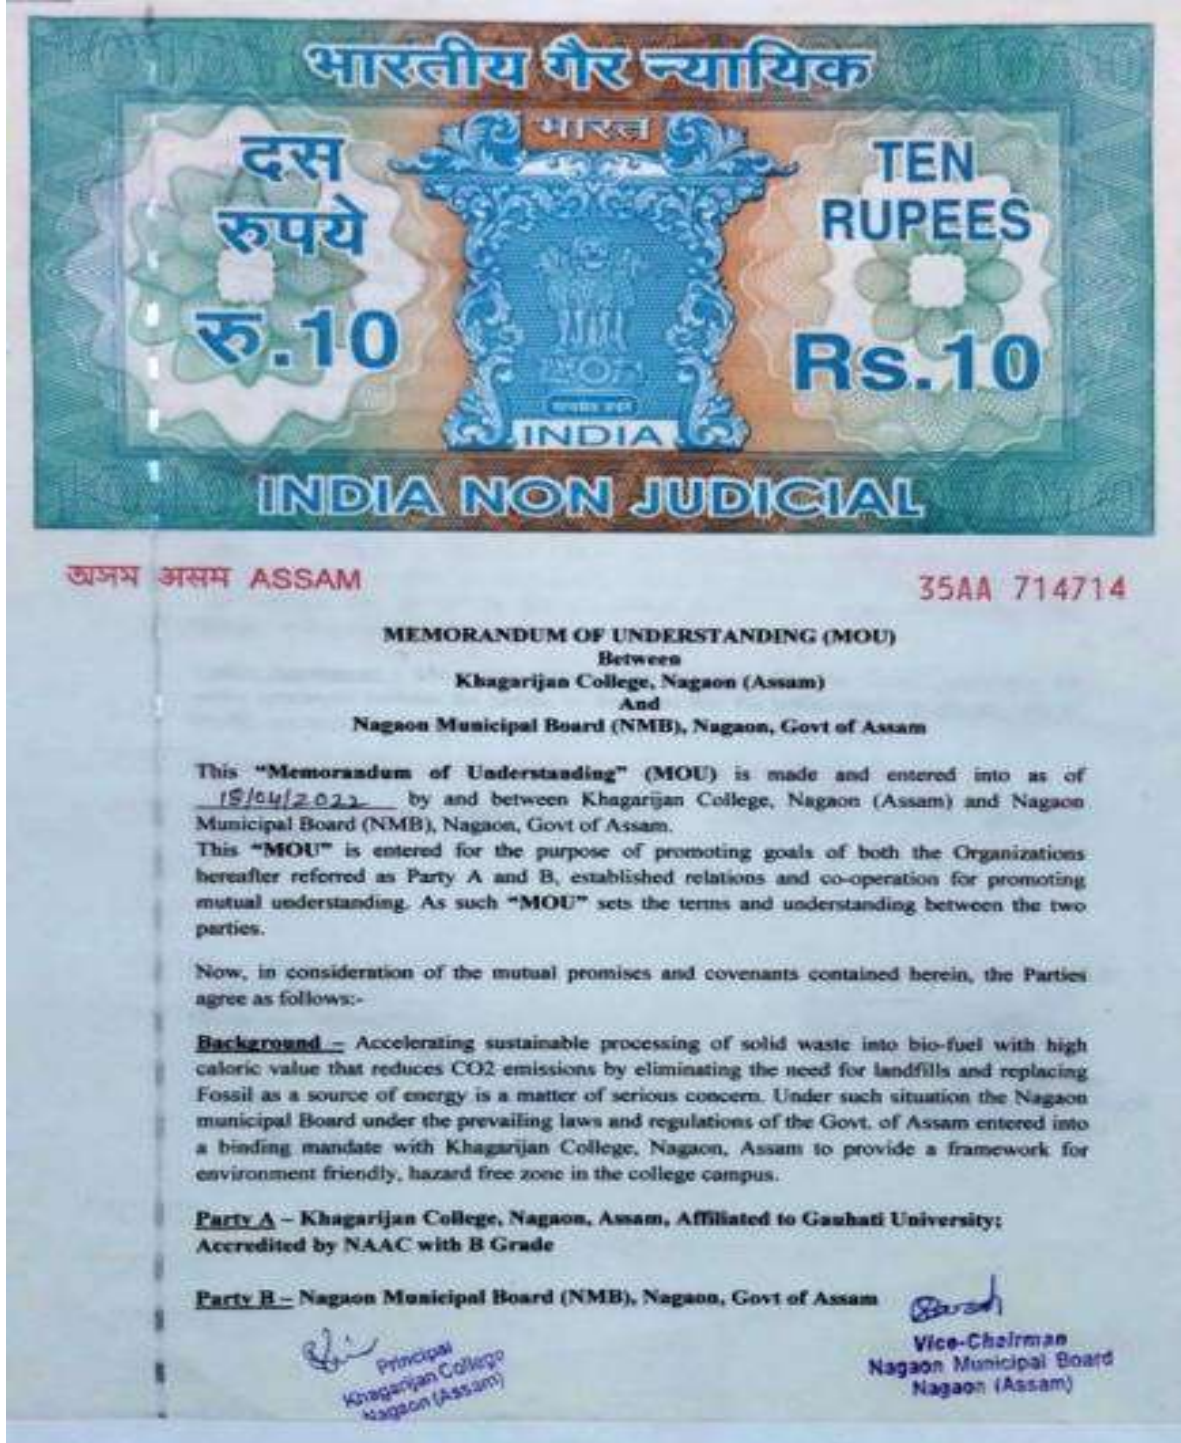 भारतीय गैर न्यायिक
भारत
दस
रुपये
रु.10
TEN
RUPEES
Rs.10
सत्यमेव जयते
INDIA
INDIA NON JUDICIAL
অসম असम ASSAM
35AA 714714
MEMORANDUM OF UNDERSTANDING (MOU)
Between
Khagarijan College, Nagaon (Assam)
And
Nagaon Municipal Board (NMB), Nagaon, Govt of Assam
This “Memorandum of Understanding” (MOU) is made and entered into as of
18/04/2022 by and between Khagarijan College, Nagaon (Assam) and Nagaon
Municipal Board (NMB), Nagaon, Govt of Assam.
This “MOU” is entered for the purpose of promoting goals of both the Organizations
hereafter referred as Party A and B, established relations and co-operation for promoting
mutual understanding. As such “MOU” sets the terms and understanding between the two
parties.
Now, in consideration of the mutual promises and covenants contained herein, the Parties
agree as follows:-
Background – Accelerating sustainable processing of solid waste into bio-fuel with high
caloric value that reduces CO2 emissions by eliminating the need for landfills and replacing
Fossil as a source of energy is a matter of serious concern. Under such situation the Nagaon
municipal Board under the prevailing laws and regulations of the Govt. of Assam entered into
a binding mandate with Khagarijan College, Nagaon, Assam to provide a framework for
environment friendly, hazard free zone in the college campus.
Party A – Khagarijan College, Nagaon, Assam, Affiliated to Gauhati University;
Accredited by NAAC with B Grade
Party B – Nagaon Municipal Board (NMB), Nagaon, Govt of Assam
Principal
Khagarijan College
Nagaon (Assam)
Vice-Chairman
Nagaon Municipal Board
Nagaon (Assam)